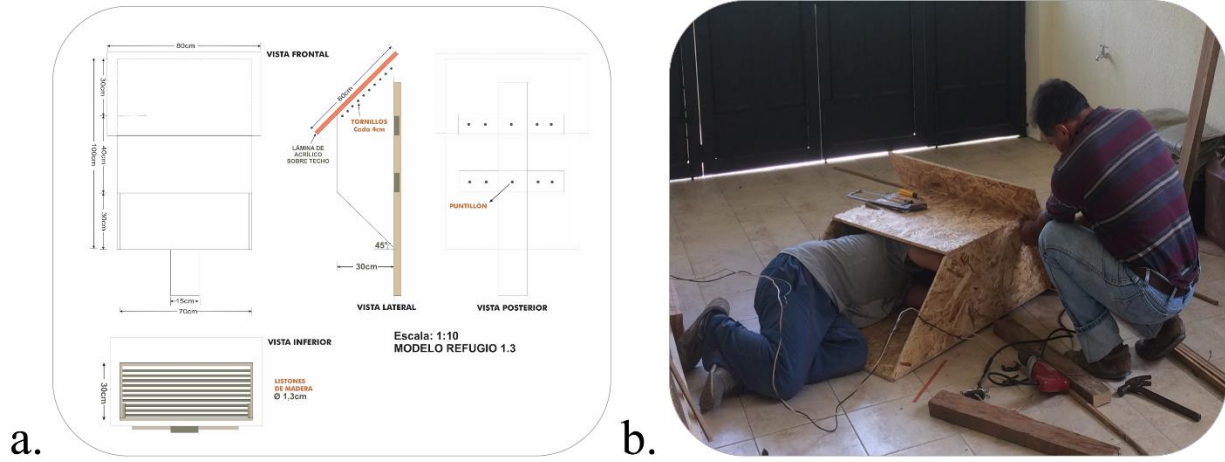 80cm
VISTA FRONTAL
30cm
100cm
40cm
30cm
15cm
70cm
60cm
TORNILLOS
Cada 4cm
LÁMINA DE
ACRÍLICO
SOBRE TECHO
45°
30cm
VISTA LATERAL
PUNTILLÓN
VISTA POSTERIOR
Escala: 1:10
MODELO REFUGIO 1.3
VISTA INFERIOR
30cm
LISTONES
DE MADERA
Ø 1,3cm
a.
b.